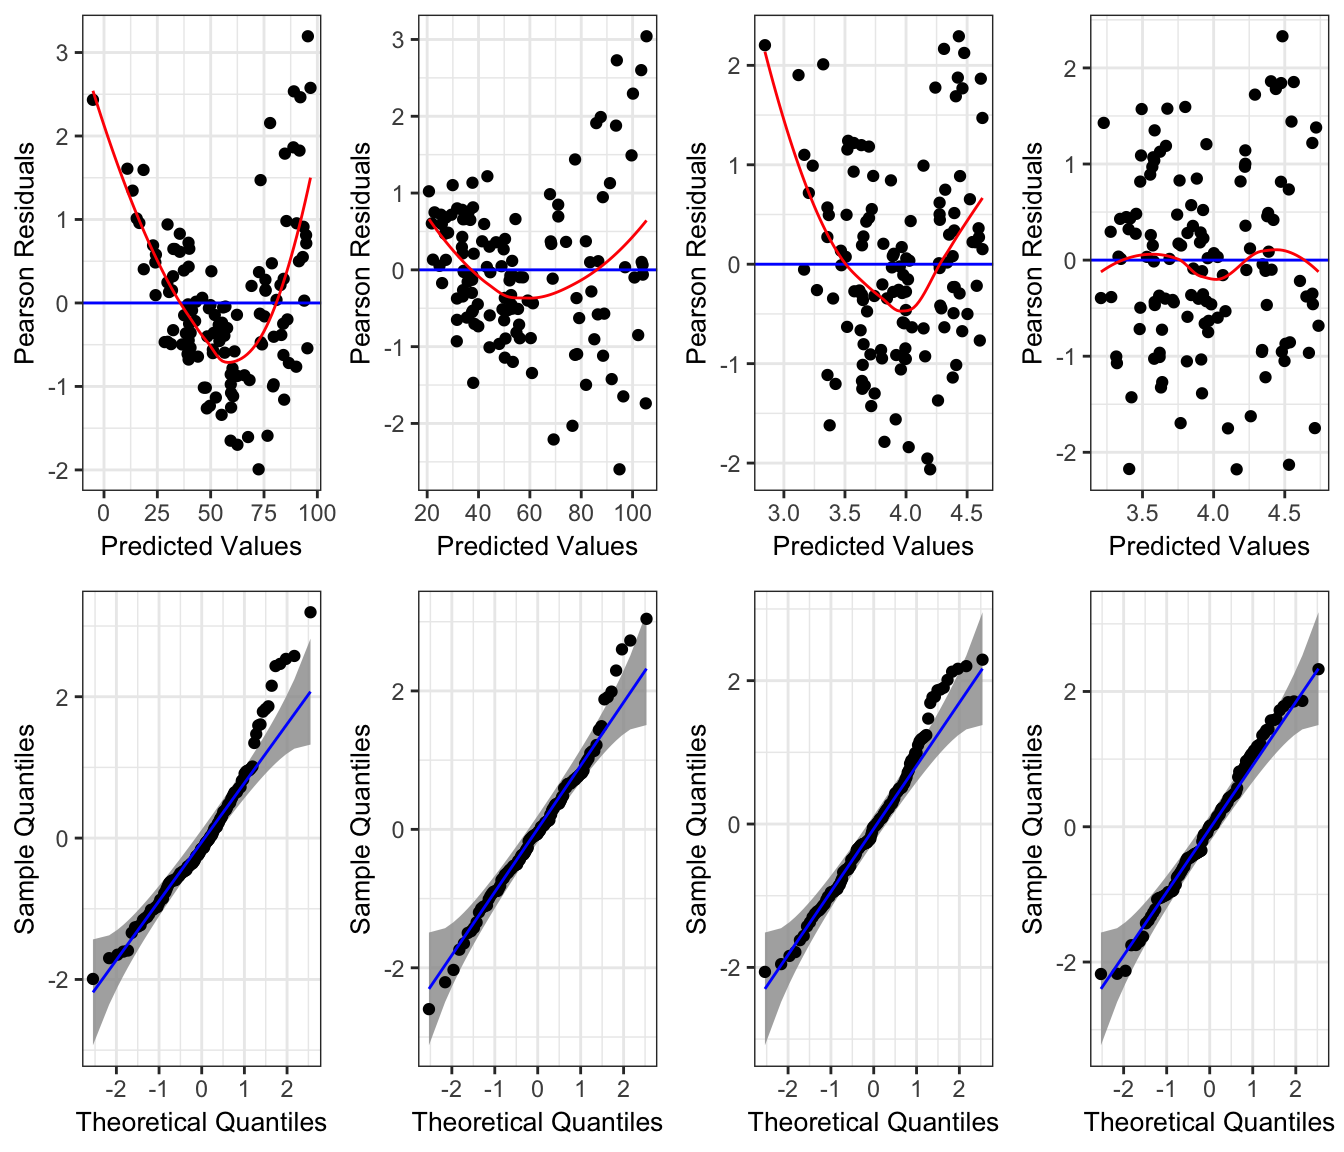 Pearson Residuals
3
2
1
0
-1
-2
0 25 50 75 100
Predicted Values
Pearson Residuals
3
2
1
0
-1
-2
20 40 60 80 100
Predicted Values
Pearson Residuals
2
1
0
-1
-2
3.0 3.5 4.0 4.5
Predicted Values
Pearson Residuals
2
1
0
-1
-2
3.5 4.0 4.5
Predicted Values
Sample Quantiles
2
0
-2
-2 -1 0 1 2
Theoretical Quantiles
Sample Quantiles
2
0
-2
-2 -1 0 1 2
Theoretical Quantiles
Sample Quantiles
2
0
-2
-2 -1 0 1 2
Theoretical Quantiles
Sample Quantiles
2
0
-2
-2 -1 0 1 2
Theoretical Quantiles